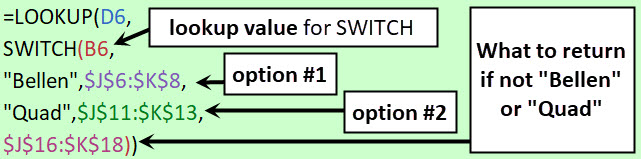 =LOOKUP(D6,
lookup value for SWITCH
SWITCH(B6,
"Bellen",$J$6:$K$8,
option #1
"Quad",$J$11:$K$13,
option #2
$J$16:$K$18))
What to return
if not "Bellen"
or "Quad"